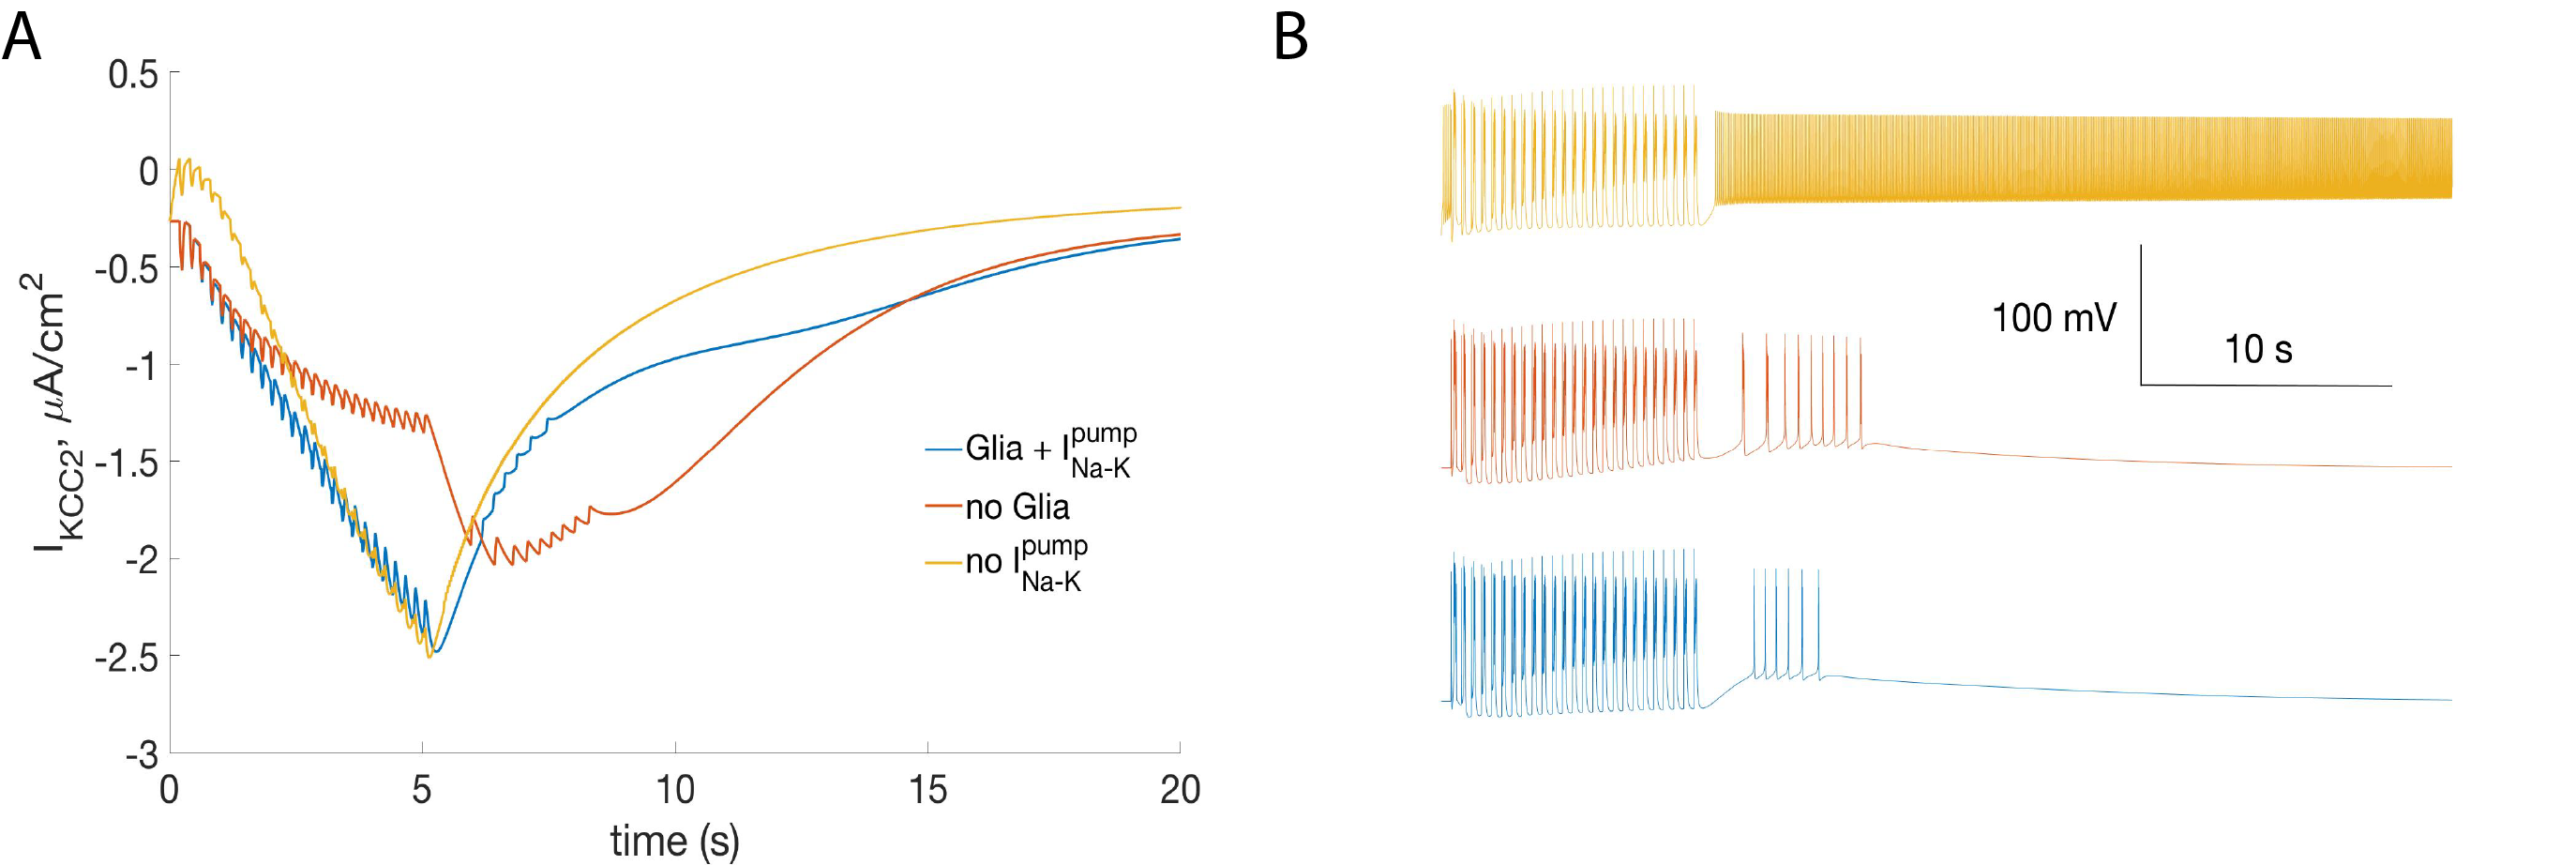 A
B
0.5
0
-0.5
-1
-1.5
-2
-2.5
-3
0 5 10 15 20
time (s)
I_KCC2, μA/cm²
Glia + I^pump_Na-K
no Glia
no I^pump_Na-K
100 mV
10 s